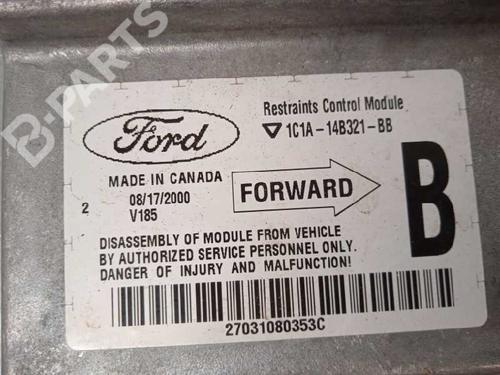 B-PARTS
Ford
Restraints Control Module
1C1A-14B321-BB
MADE IN CANADA
08/17/2000
2
V185
FORWARD
B
DISASSEMBLY OF MODULE FROM VEHICLE
BY AUTHORIZED SERVICE PERSONNEL ONLY.
DANGER OF INJURY AND MALFUNCTION!
27031080353C